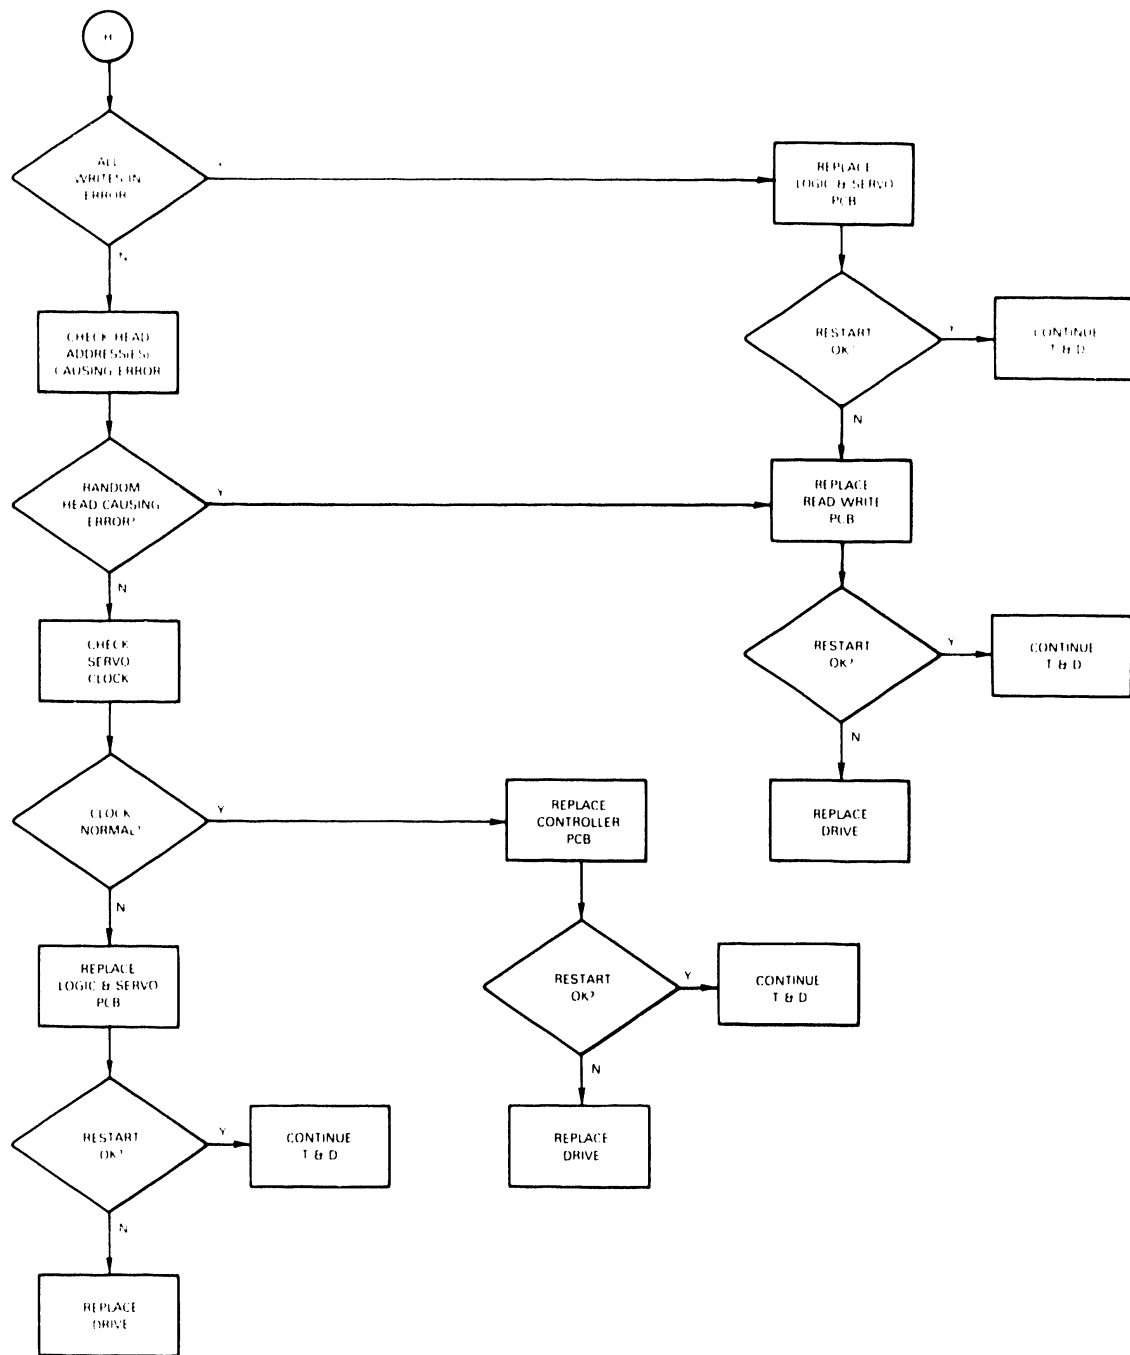 H
ALL
WRITES IN
ERROR
Y
REPLACE
LOGIC & SERVO
PCB
N
CHECK HEAD
ADDRESS(ES)
CAUSING ERROR
RESTART
OK?
Y
CONTINUE
T & D
N
RANDOM
HEAD CAUSING
ERROR?
Y
REPLACE
READ WRITE
PCB
N
CHECK
SERVO
CLOCK
RESTART
OK?
Y
CONTINUE
T & D
N
CLOCK
NORMAL?
Y
REPLACE
CONTROLLER
PCB
REPLACE
DRIVE
N
REPLACE
LOGIC & SERVO
PCB
RESTART
OK?
Y
CONTINUE
T & D
N
RESTART
OK?
Y
CONTINUE
T & D
REPLACE
DRIVE
N
REPLACE
DRIVE